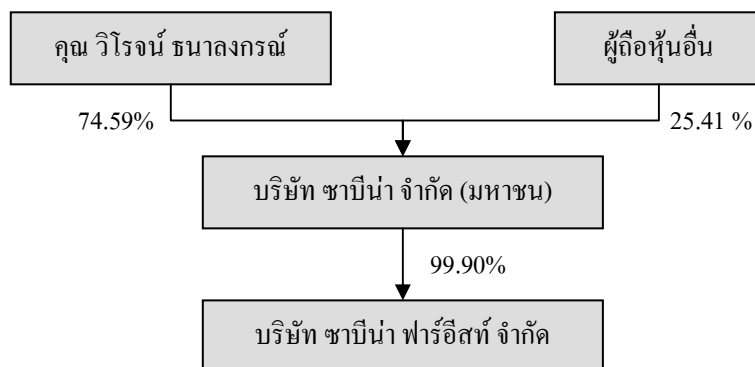 คุณ วิโรจน์ ธนาลงกรณ์
ผู้ถือหุ้นอื่น
74.59%
25.41 %
บริษัท ซาบีน่า จำกัด (มหาชน)
99.90%
บริษัท ซาบีน่า ฟาร์อีสท์ จำกัด